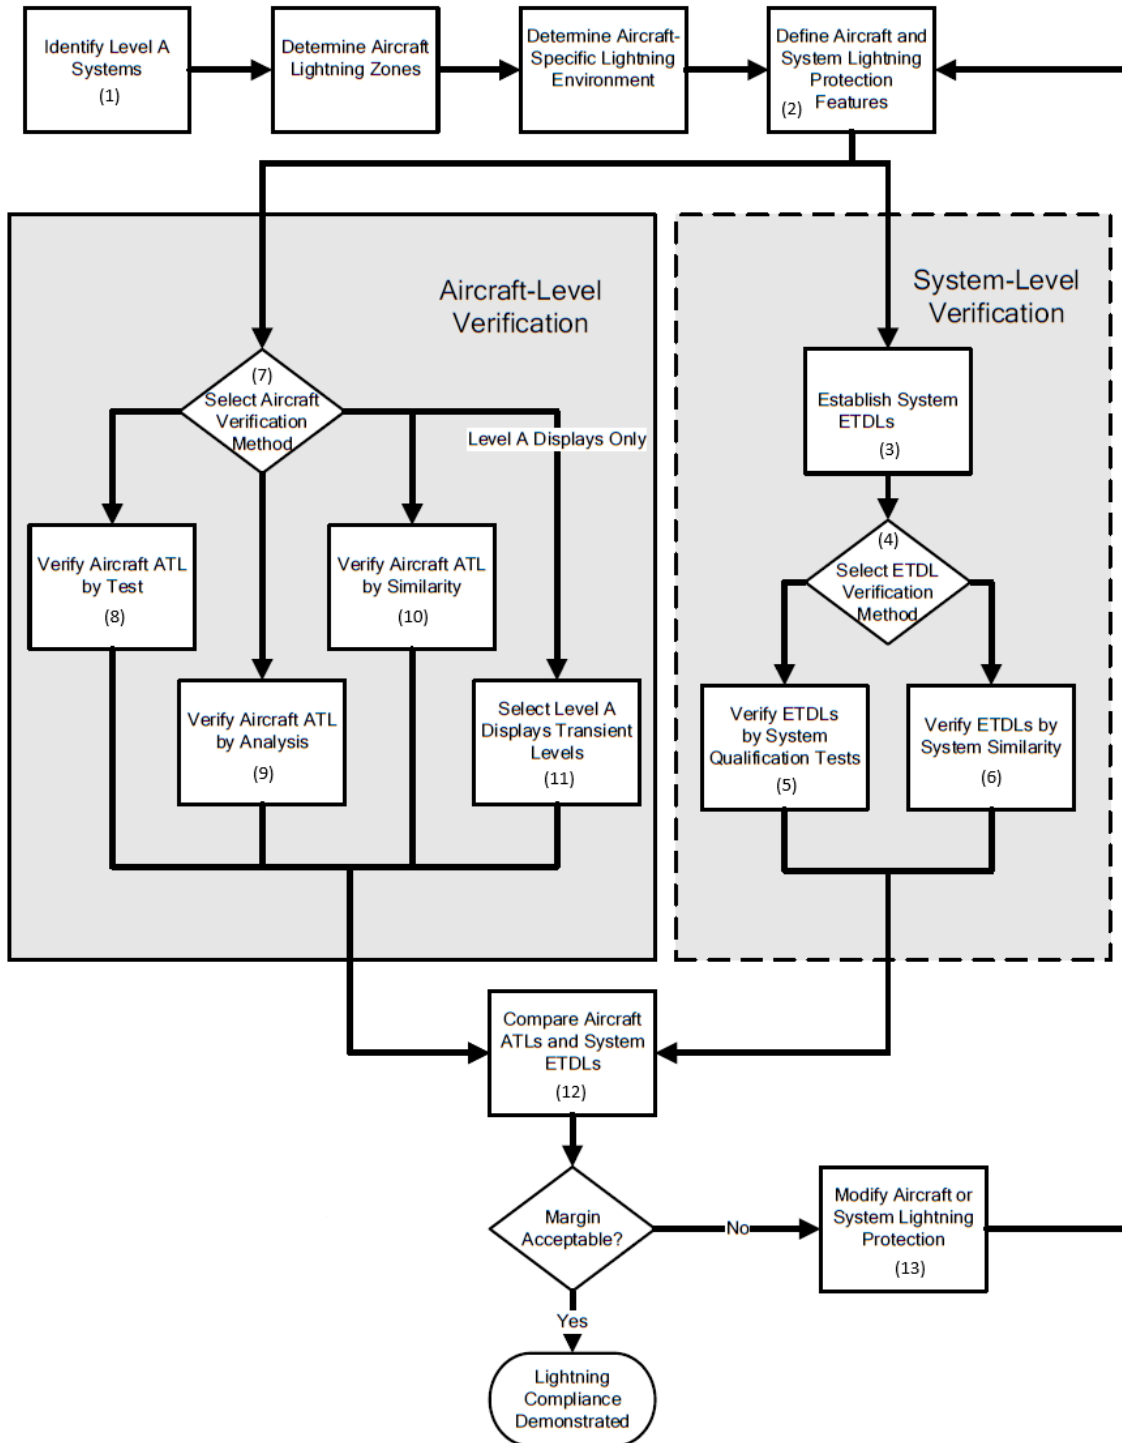 Identify Level A
Systems
(1)
Determine Aircraft
Lightning Zones
Determine Aircraft-
Specific Lightning
Environment
Define Aircraft and
System Lightning
Protection
Features
(2)
Aircraft-Level
Verification
System-Level
Verification
(7)
Select Aircraft
Verification
Method
Level A Displays Only
Establish System
ETDLs
(3)
(4)
Select ETDL
Verification
Method
Verify Aircraft ATL
by Test
(8)
Verify Aircraft ATL
by Similarity
(10)
Verify Aircraft ATL
by Analysis
(9)
Select Level A
Displays Transient
Levels
(11)
Verify ETDLs
by System
Qualification Tests
(5)
Verify ETDLs by
System Similarity
(6)
Compare Aircraft
ATLs and System
ETDLs
(12)
Margin
Acceptable?
No
Modify Aircraft or
System Lightning
Protection
(13)
Yes
Lightning
Compliance
Demonstrated